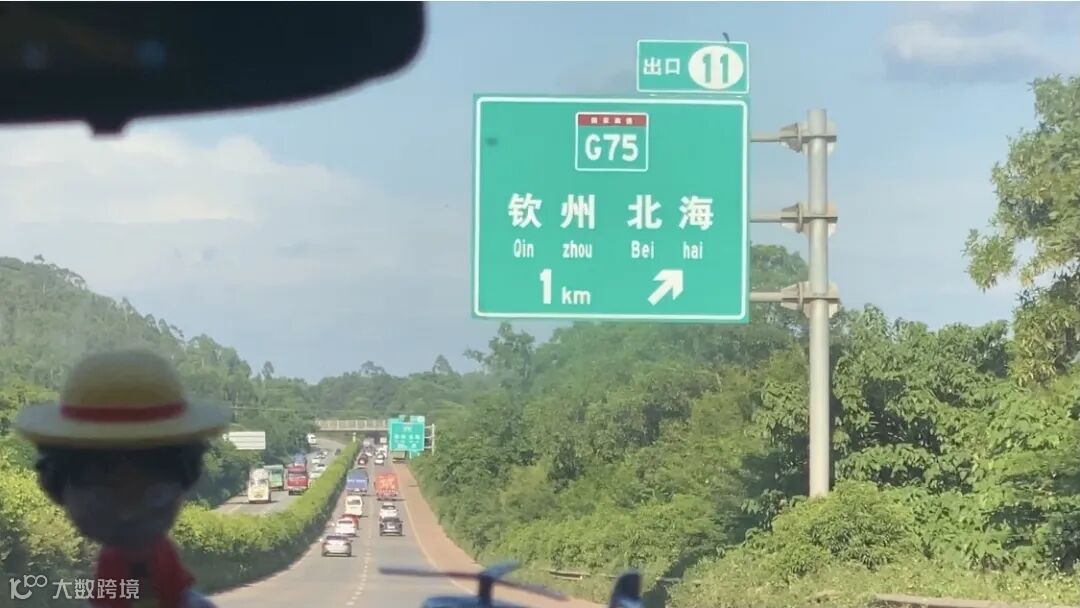 出口 11
国家高速
G75
钦州 北海
Qin zhou Bei hai
1 km
100 大数跨境